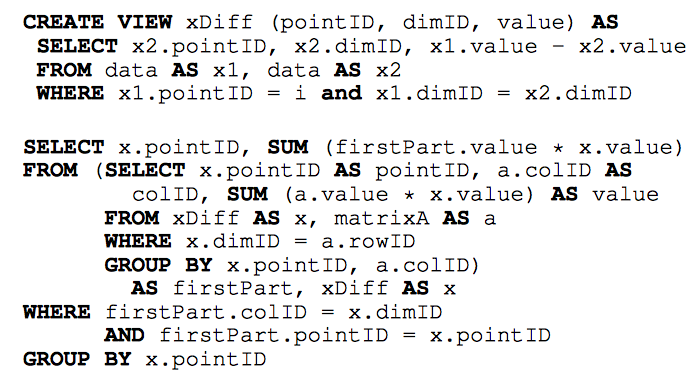 CREATE VIEW xDiff (pointID, dimID, value) AS
SELECT x2.pointID, x2.dimID, x1.value - x2.value
FROM data AS x1, data AS x2
WHERE x1.pointID = i and x1.dimID = x2.dimID
SELECT x.pointID, SUM (firstPart.value * x.value)
FROM (SELECT x.pointID AS pointID, a.colID AS
colID, SUM (a.value * x.value) AS value
FROM xDiff AS x, matrixA AS a
WHERE x.dimID = a.rowID
GROUP BY x.pointID, a.colID)
AS firstPart, xDiff AS x
WHERE firstPart.colID = x.dimID
AND firstPart.pointID = x.pointID
GROUP BY x.pointID